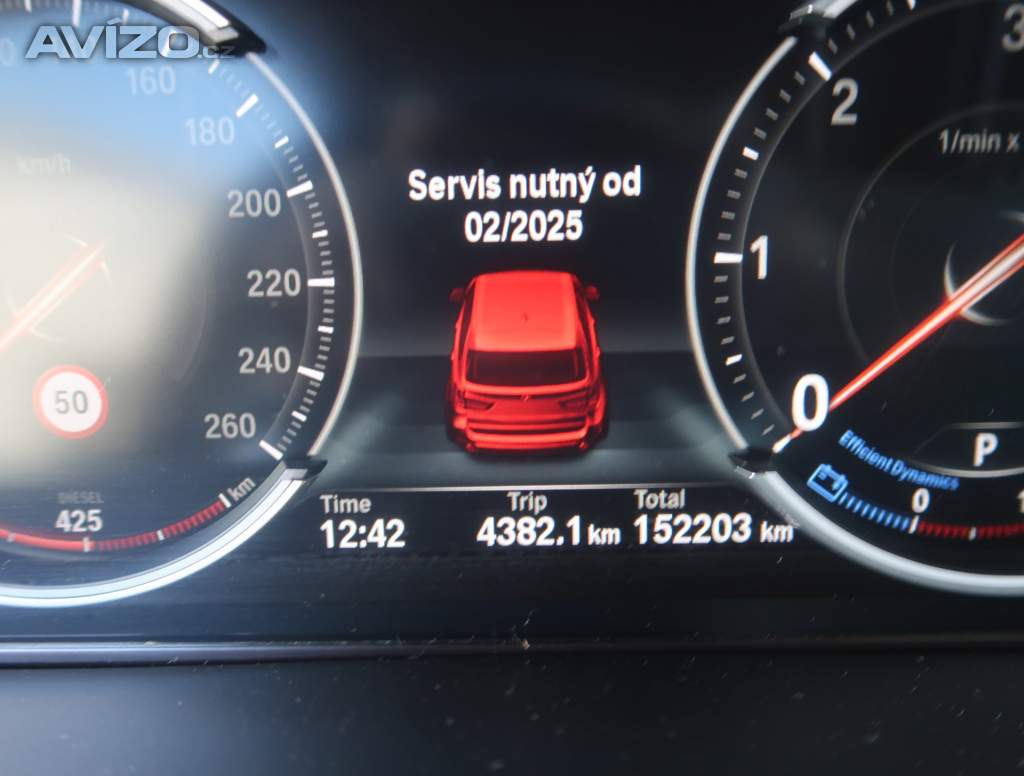 AVÍZO.cz
160
180
200
220
240
260
km/h
50
DIESEL
425
km
Servis nutný od
02/2025
Time
12:42
Trip
4382.1 km
Total
152203 km
3
2
1
0
1/min x
P
Efficient Dynamics
0
1